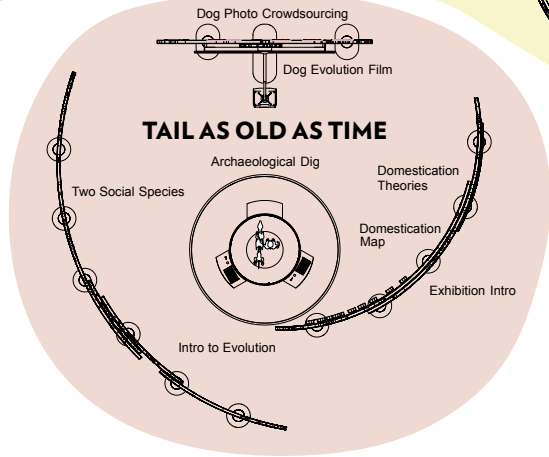 Dog Photo Crowdsourcing
Dog Evolution Film
TAIL AS OLD AS TIME
Archaeological Dig
Two Social Species
Domestication
Theories
Domestication
Map
Exhibition Intro
Intro to Evolution